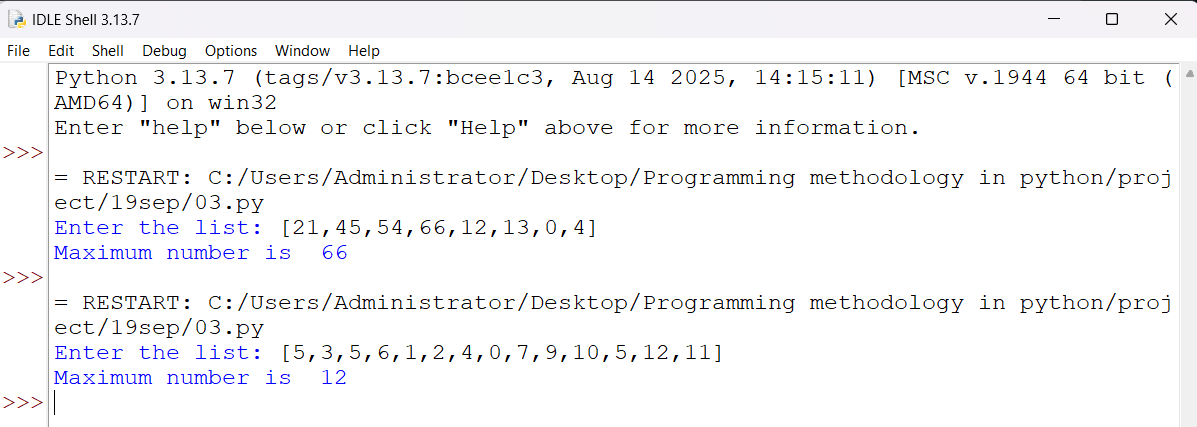 IDLE Shell 3.13.7
File Edit Shell Debug Options Window Help
Python 3.13.7 (tags/v3.13.7:bcee1c3, Aug 14 2025, 14:15:11) [MSC v.1944 64 bit (
AMD64)] on win32
Enter "help" below or click "Help" above for more information.
>>>
= RESTART: C:/Users/Administrator/Desktop/Programming methodology in python/proj
ect/19sep/03.py
Enter the list: [21,45,54,66,12,13,0,4]
Maximum number is  66
>>>
= RESTART: C:/Users/Administrator/Desktop/Programming methodology in python/proj
ect/19sep/03.py
Enter the list: [5,3,5,6,1,2,4,0,7,9,10,5,12,11]
Maximum number is  12
>>>